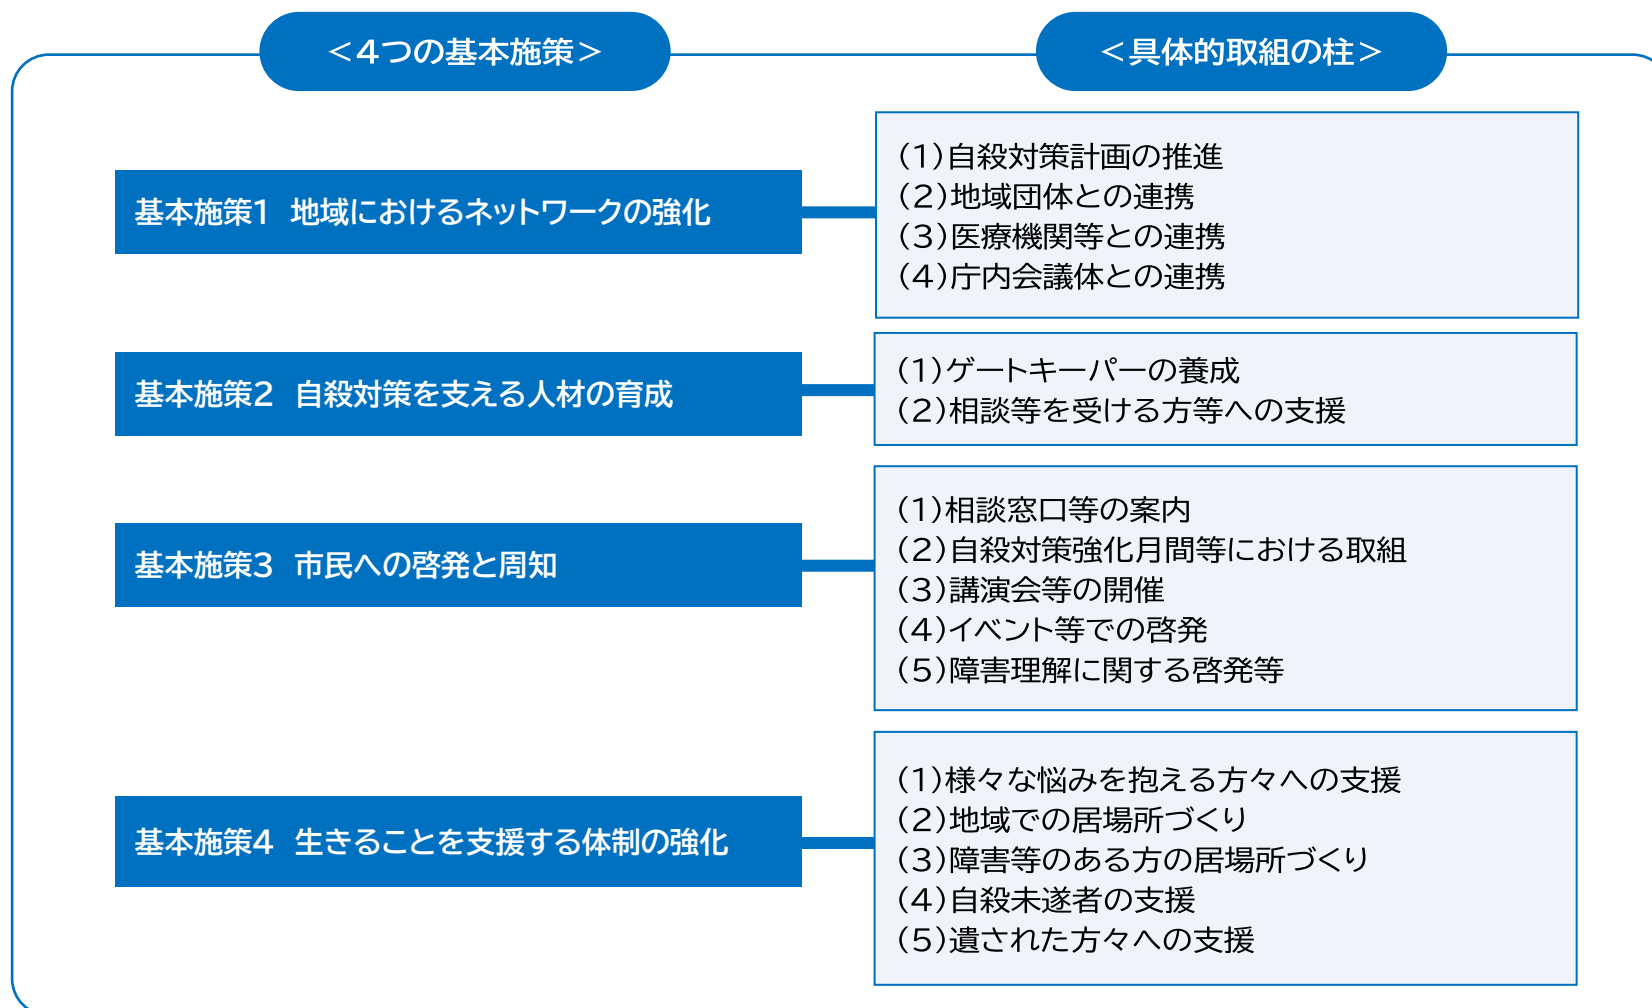 ＜4つの基本施策＞
＜具体的取組の柱＞
基本施策1 地域におけるネットワークの強化
(1)自殺対策計画の推進
(2)地域団体との連携
(3)医療機関等との連携
(4)庁内会議体との連携
基本施策2 自殺対策を支える人材の育成
(1)ゲートキーパーの養成
(2)相談等を受ける方等への支援
基本施策3 市民への啓発と周知
(1)相談窓口等の案内
(2)自殺対策強化月間等における取組
(3)講演会等の開催
(4)イベント等での啓発
(5)障害理解に関する啓発等
基本施策4 生きることを支援する体制の強化
(1)様々な悩みを抱える方々への支援
(2)地域での居場所づくり
(3)障害等のある方の居場所づくり
(4)自殺未遂者の支援
(5)遺された方々への支援